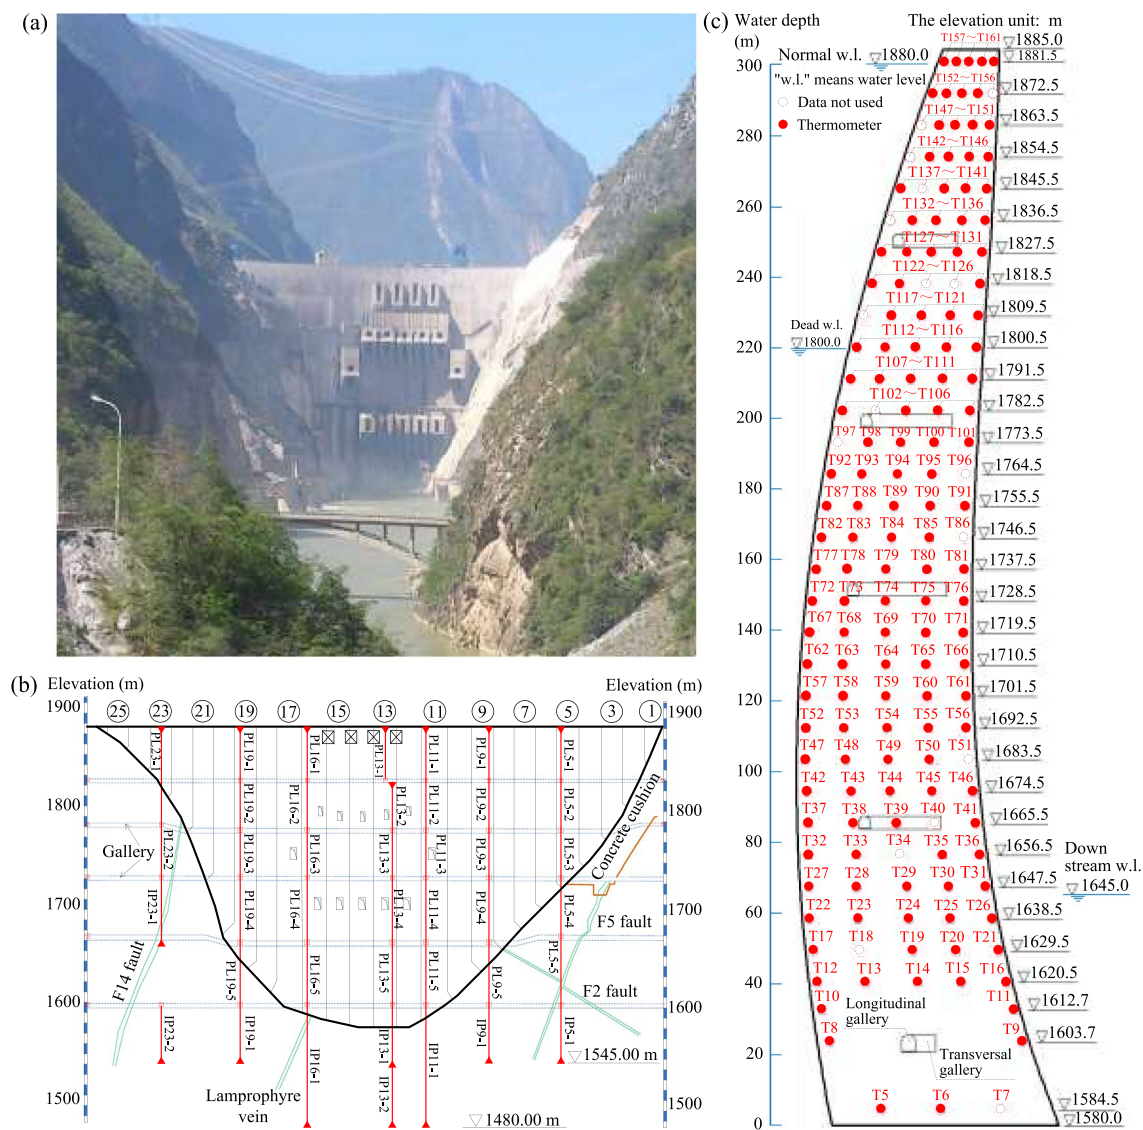 (a)
(b) Elevation (m)
Elevation (m)
1900
1800
1700
1600
1500
1900
1800
1700
1600
1500
25 23 21 19 17 15 13 11 9 7 5 3 1
PL23-1
PL23-2
IP23-1
IP23-2
PL19-1
PL19-2
PL19-3
PL19-4
PL19-5
IP19-1
PL16-1
PL16-2
PL16-3
PL16-4
PL16-5
IP16-1
PL13-1
PL13-2
PL13-3
PL13-4
PL13-5
IP13-1
IP13-2
PL11-1
PL11-2
PL11-3
PL11-4
PL11-5
IP11-1
PL9-1
PL9-2
PL9-3
PL9-4
PL9-5
IP9-1
PL5-1
PL5-2
PL5-3
PL5-4
PL5-5
IP5-1
Gallery
F14 fault
Lamprophyre
vein
Concrete cushion
F5 fault
F2 fault
1545.00 m
1480.00 m
(c) Water depth
(m)
The elevation unit: m
Normal w.l.
1880.0
"w.l." means water level
Data not used
Thermometer
Dead w.l.
1800.0
Down
stream w.l.
1645.0
300
280
260
240
220
200
180
160
140
120
100
80
60
40
20
0
T157～T161
T152～T156
T147～T151
T142～T146
T137～T141
T132～T136
T127～T131
T122～T126
T117～T121
T112～T116
T107～T111
T102～T106
T97 T98 T99 T100 T101
T92 T93 T94 T95 T96
T87 T88 T89 T90 T91
T82 T83 T84 T85 T86
T77 T78 T79 T80 T81
T72 T73 T74 T75 T76
T67 T68 T69 T70 T71
T62 T63 T64 T65 T66
T57 T58 T59 T60 T61
T52 T53 T54 T55 T56
T47 T48 T49 T50 T51
T42 T43 T44 T45 T46
T37 T38 T39 T40 T41
T32 T33 T34 T35 T36
T27 T28 T29 T30 T31
T22 T23 T24 T25 T26
T17 T18 T19 T20 T21
T12 T13 T14 T15 T16
T10 T11
T8 T9
T5 T6 T7
Longitudinal
gallery
Transversal
gallery
1885.0
1881.5
1872.5
1863.5
1854.5
1845.5
1836.5
1827.5
1818.5
1809.5
1800.5
1791.5
1782.5
1773.5
1764.5
1755.5
1746.5
1737.5
1728.5
1719.5
1710.5
1701.5
1692.5
1683.5
1674.5
1665.5
1656.5
1647.5
1638.5
1629.5
1620.5
1612.7
1603.7
1584.5
1580.0